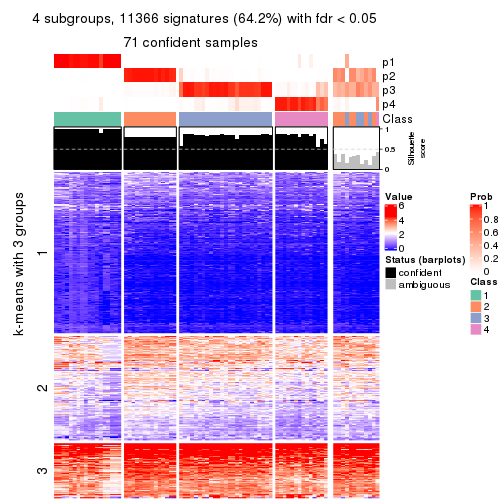 4 subgroups, 11366 signatures (64.2%) with fdr < 0.05
71 confident samples
p1
p2
p3
p4
Class
1
0.5
0
Silhouette
score
k-means with 3 groups
1
2
3
Value
6
4
2
0
Status (barplots)
confident
ambiguous
Prob
1
0.8
0.6
0.4
0.2
0
Class
1
2
3
4